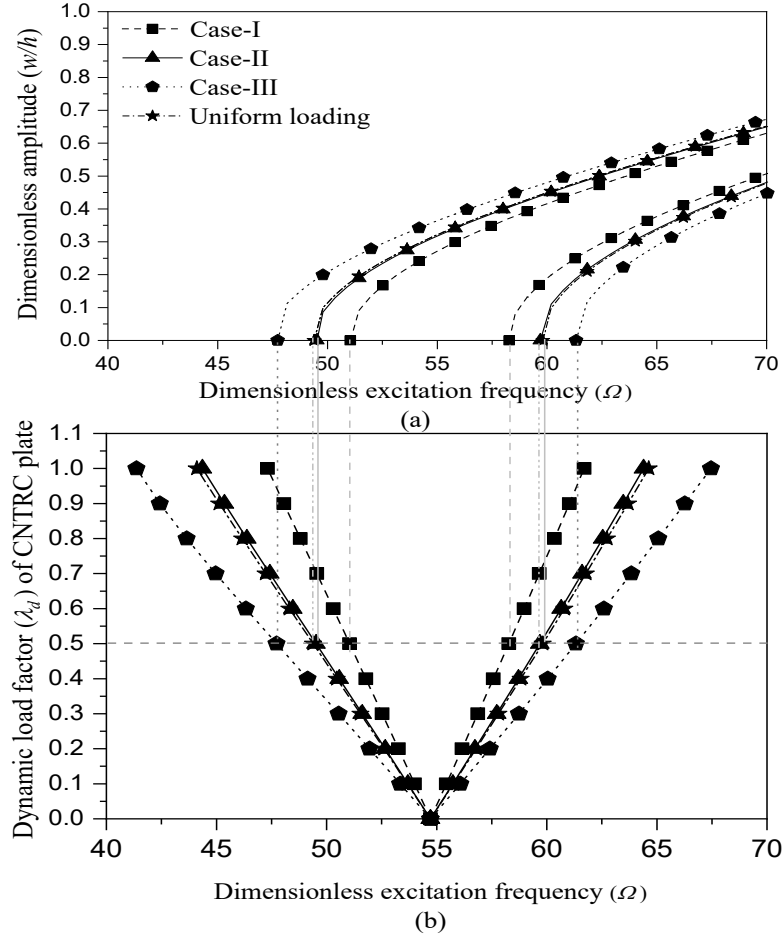 1.0
0.9
0.8
0.7
0.6
0.5
0.4
0.3
0.2
0.1
0.0
Dimensionless amplitude (w/h)
Case-I
Case-II
Case-III
Uniform loading
40 45 50 55 60 65 70
Dimensionless excitation frequency (Ω)
(a)
1.1
1.0
0.9
0.8
0.7
0.6
0.5
0.4
0.3
0.2
0.1
0.0
Dynamic load factor (λd) of CNTRC plate
40 45 50 55 60 65 70
Dimensionless excitation frequency (Ω)
(b)